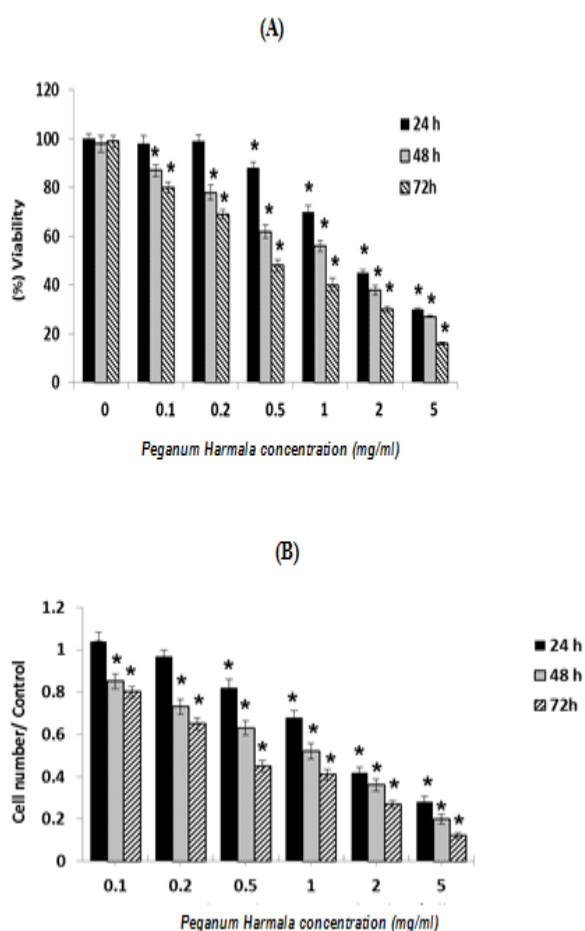 (A)
120
100
80
60
40
20
0
(%) Viability
24 h
48 h
72h
* * * * * * * * * * * * * * * *
0 0.1 0.2 0.5 1 2 5
Peganum Harmala concentration (mg/ml)
(B)
1.2
1
0.8
0.6
0.4
0.2
0
Cell number/ Control
24 h
48 h
72h
* * * * * * * * * * * * * * * *
0.1 0.2 0.5 1 2 5
Peganum Harmala concentration (mg/ml)